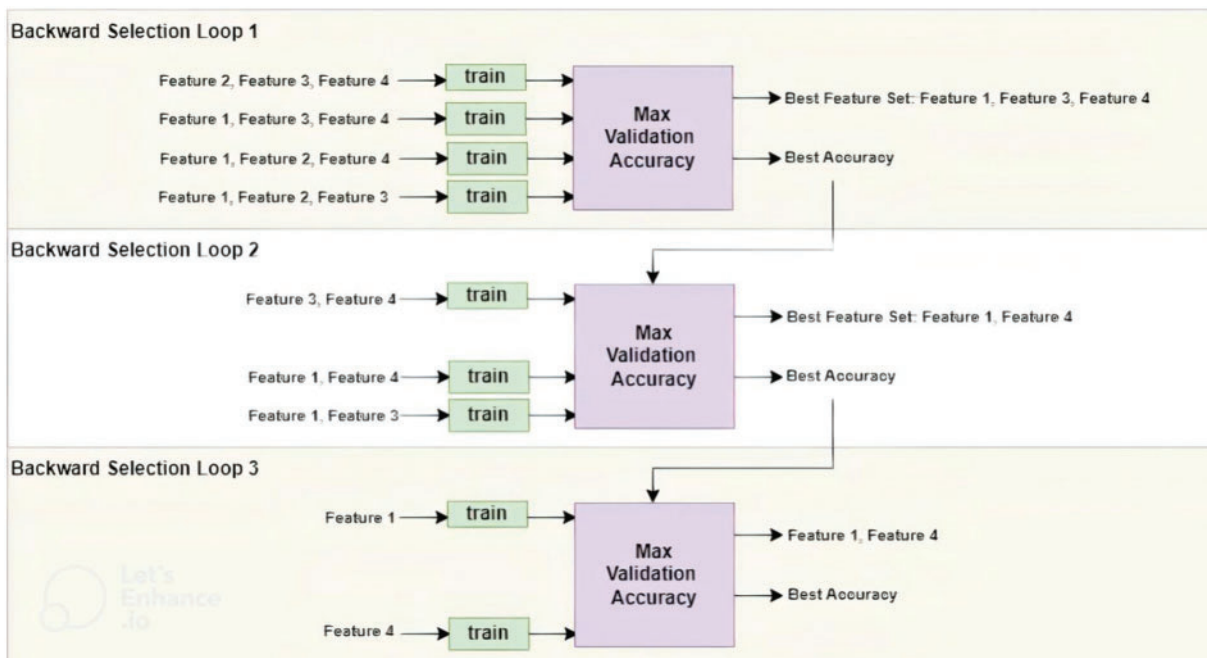 Backward Selection Loop 1
Feature 2, Feature 3, Feature 4
train
Feature 1, Feature 3, Feature 4
train
Feature 1, Feature 2, Feature 4
train
Feature 1, Feature 2, Feature 3
train
Max
Validation
Accuracy
Best Feature Set: Feature 1, Feature 3, Feature 4
Best Accuracy
Backward Selection Loop 2
Feature 3, Feature 4
train
Feature 1, Feature 4
train
Feature 1, Feature 3
train
Max
Validation
Accuracy
Best Feature Set: Feature 1, Feature 4
Best Accuracy
Backward Selection Loop 3
Feature 1
train
Feature 4
train
Max
Validation
Accuracy
Feature 1, Feature 4
Best Accuracy
Let's
Enhance
.io